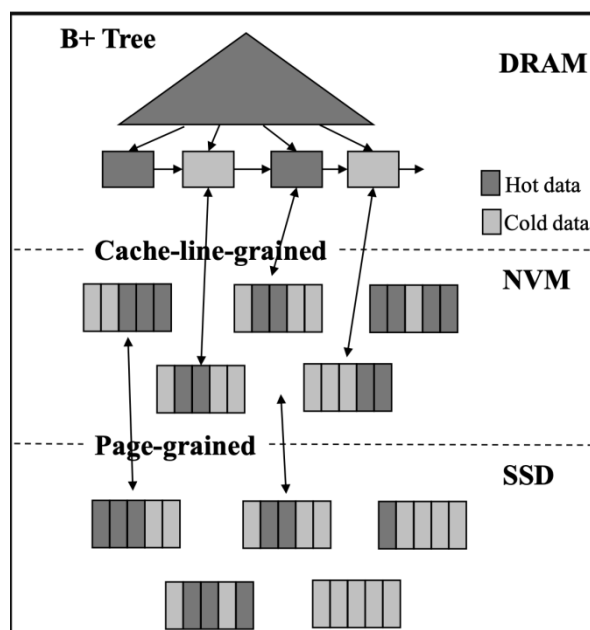 B+ Tree
DRAM
Hot data
Cold data
Cache-line-grained
NVM
Page-grained
SSD